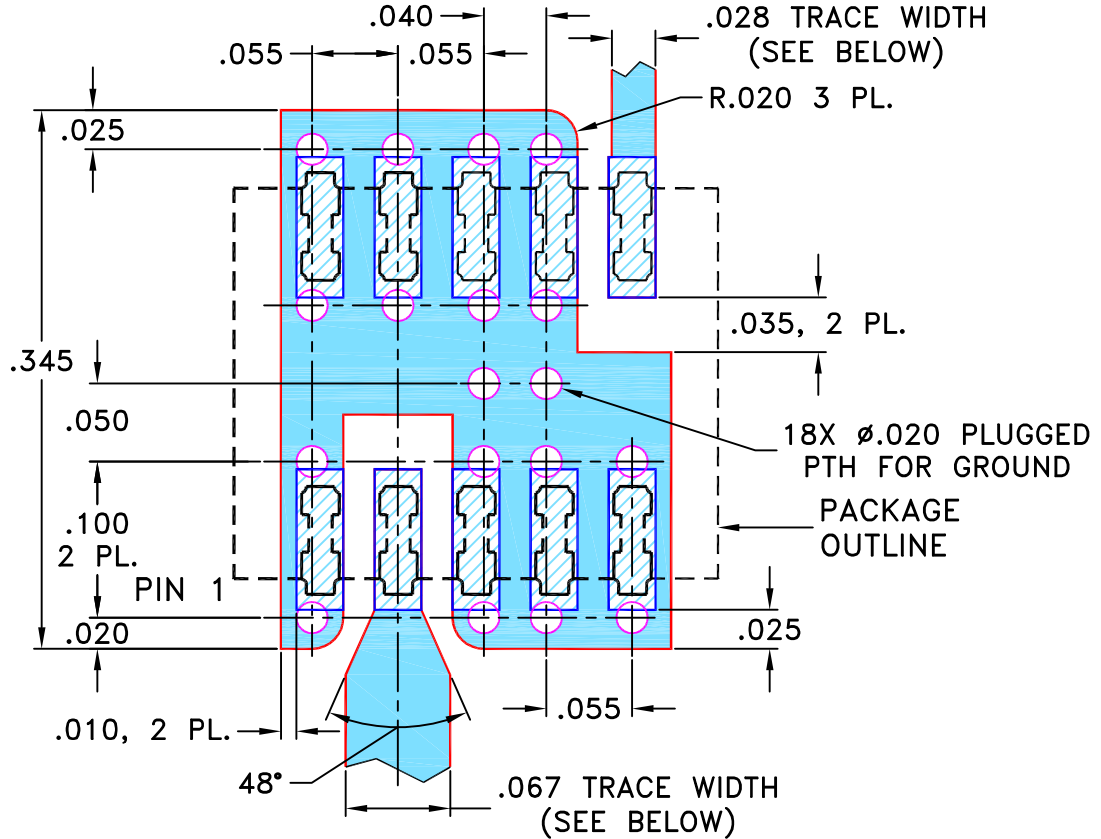 .040
.028 TRACE WIDTH
(SEE BELOW)
.055
.055
R.020 3 PL.
.025
.035, 2 PL.
.345
.050
18X ø.020 PLUGGED
PTH FOR GROUND
PACKAGE
OUTLINE
.100
2 PL.
PIN 1
.020
.025
.010, 2 PL.
.055
48°
.067 TRACE WIDTH
(SEE BELOW)